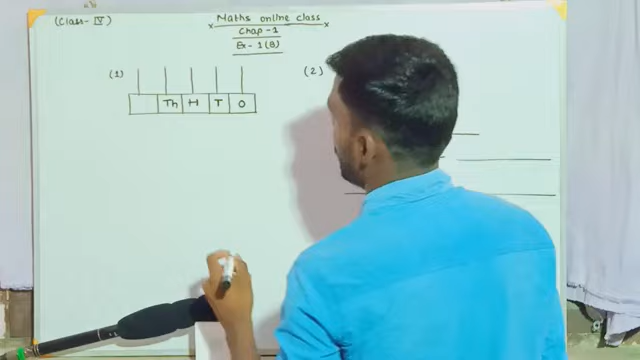 (Class- IV)
Maths online class
Chap-1
Ex-1(B)
(1)
Th H T O
(2)